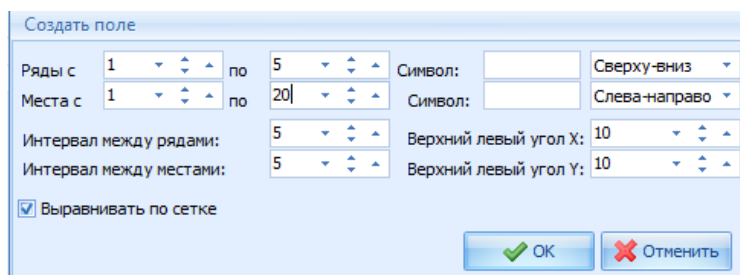 Создать поле
Ряды с 1 по 5 Символ: Сверху-вниз
Места с 1 по 20 Символ: Слева-направо
Интервал между рядами: 5 Верхний левый угол X: 10
Интервал между местами: 5 Верхний левый угол Y: 10
Выравнивать по сетке
OK Отменить